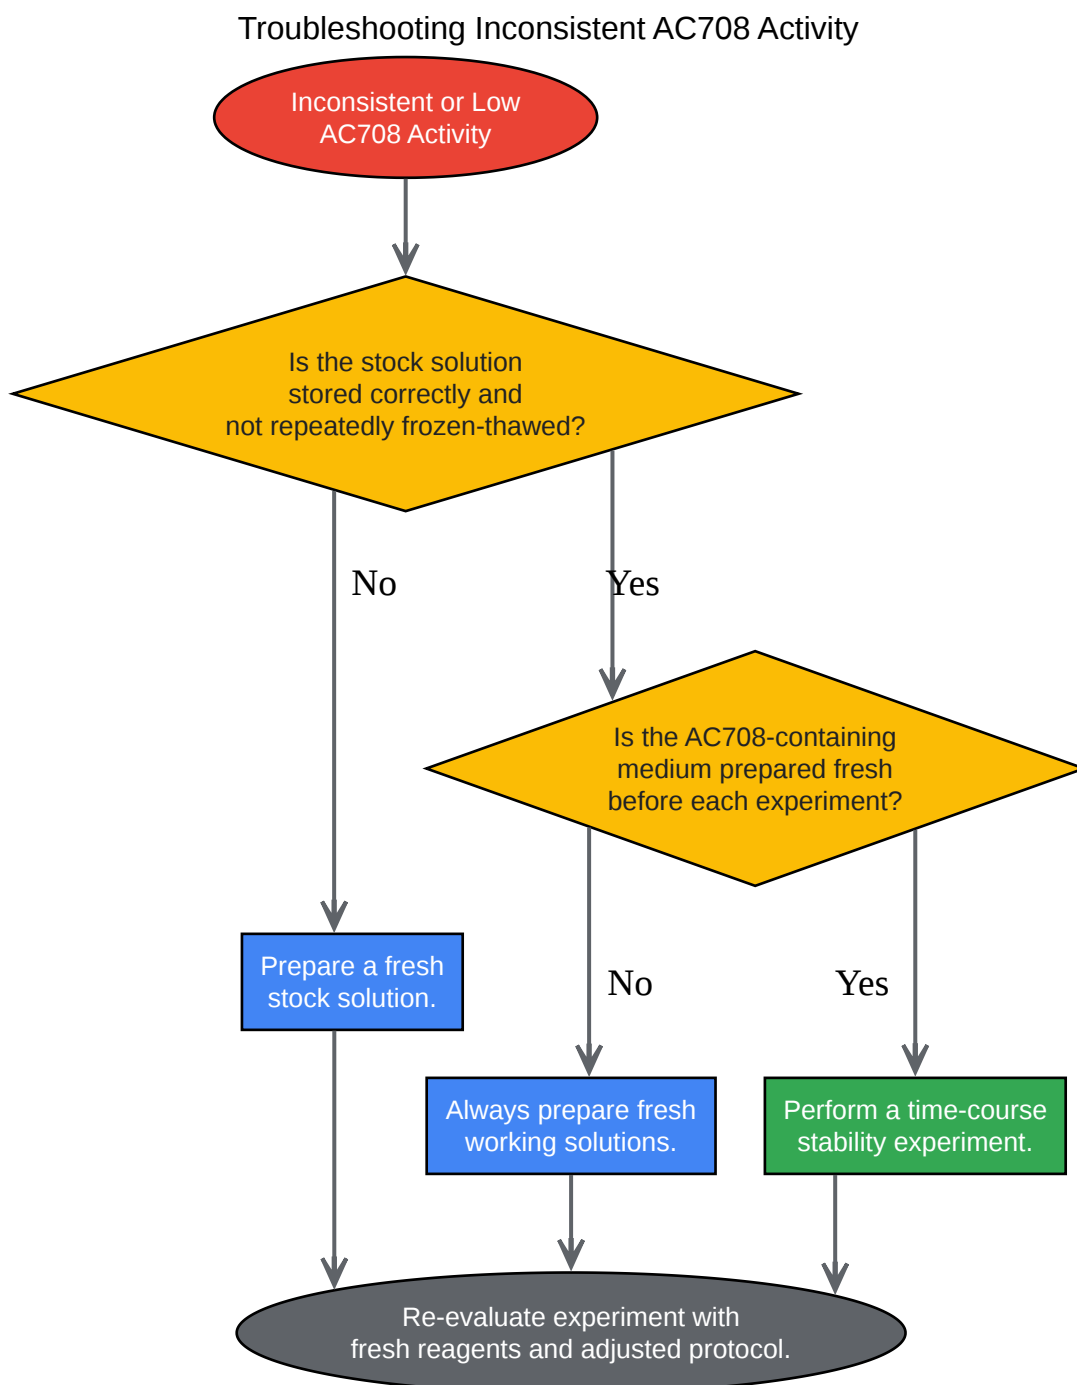 Troubleshooting Inconsistent AC708 Activity
Inconsistent or Low
AC708 Activity
Is the stock solution
stored correctly and
not repeatedly frozen-thawed?
No
Yes
Is the AC708-containing
medium prepared fresh
before each experiment?
Prepare a fresh
stock solution.
No
Yes
Always prepare fresh
working solutions.
Perform a time-course
stability experiment.
Re-evaluate experiment with
fresh reagents and adjusted protocol.